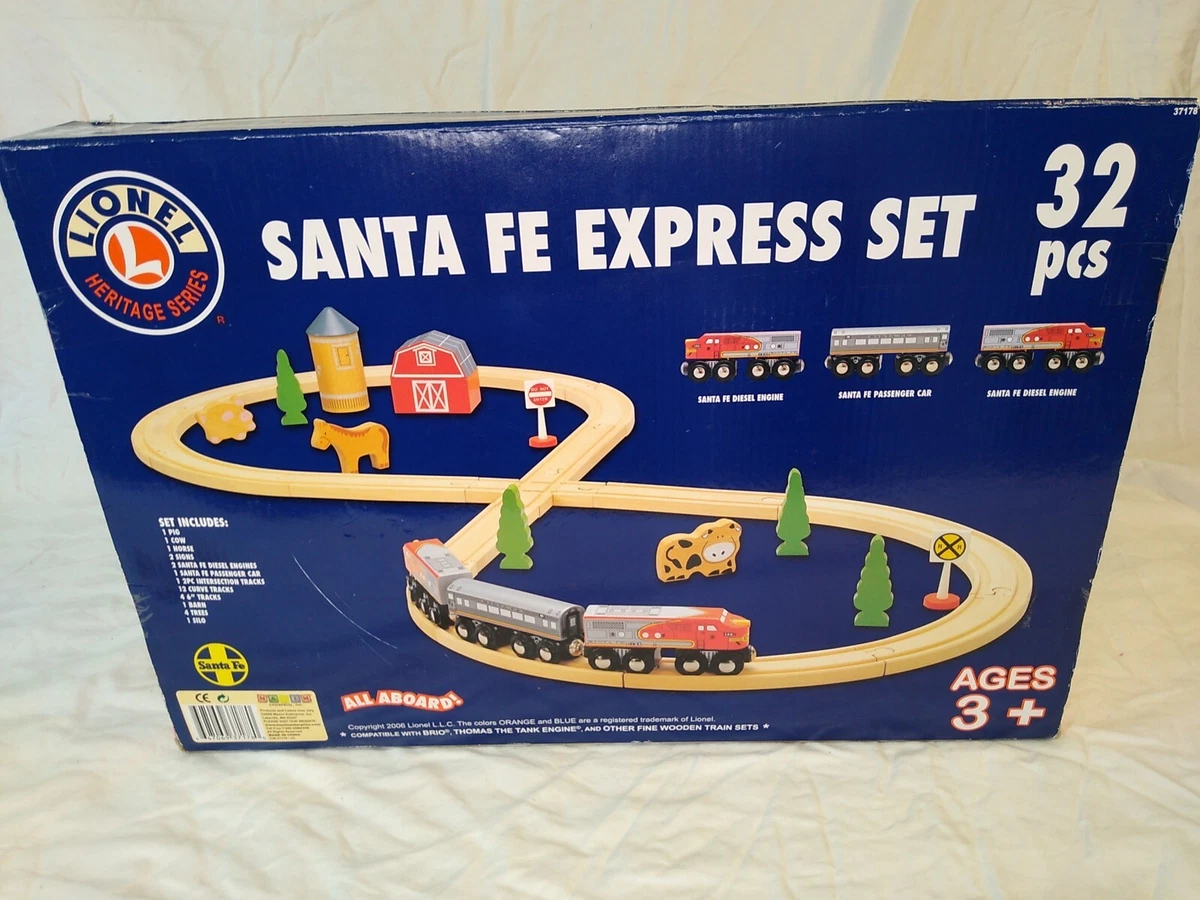 37178
LIONEL
L
HERITAGE SERIES
R
SANTA FE EXPRESS SET
32
pcs
SANTA FE DIESEL ENGINE
SANTA FE PASSENGER CAR
SANTA FE DIESEL ENGINE
DO NOT
ENTER
R R
SET INCLUDES:
1 PIG
1 COW
1 HORSE
2 SIGNS
2 SANTA FE DIESEL ENGINES
1 SANTA FE PASSENGER CAR
1 2PC INTERSECTION TRACKS
12 CURVE TRACKS
4 6" TRACKS
1 BARN
4 TREES
1 SILO
Santa Fe
CE
ALL ABOARD!
AGES
3 +
Copyright 2006 Lionel L.L.C. The colors ORANGE and BLUE are a registered trademark of Lionel.
* COMPATIBLE WITH BRIO®, THOMAS THE TANK ENGINE®, AND OTHER FINE WOODEN TRAIN SETS *
MADE IN CHINA